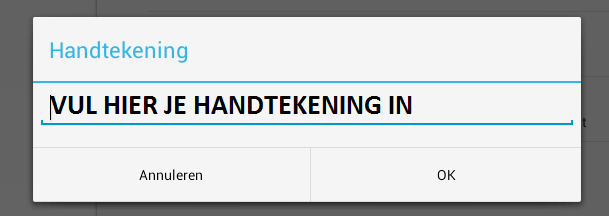 Handtekening
VUL HIER JE HANDTEKENING IN
t
Annuleren OK